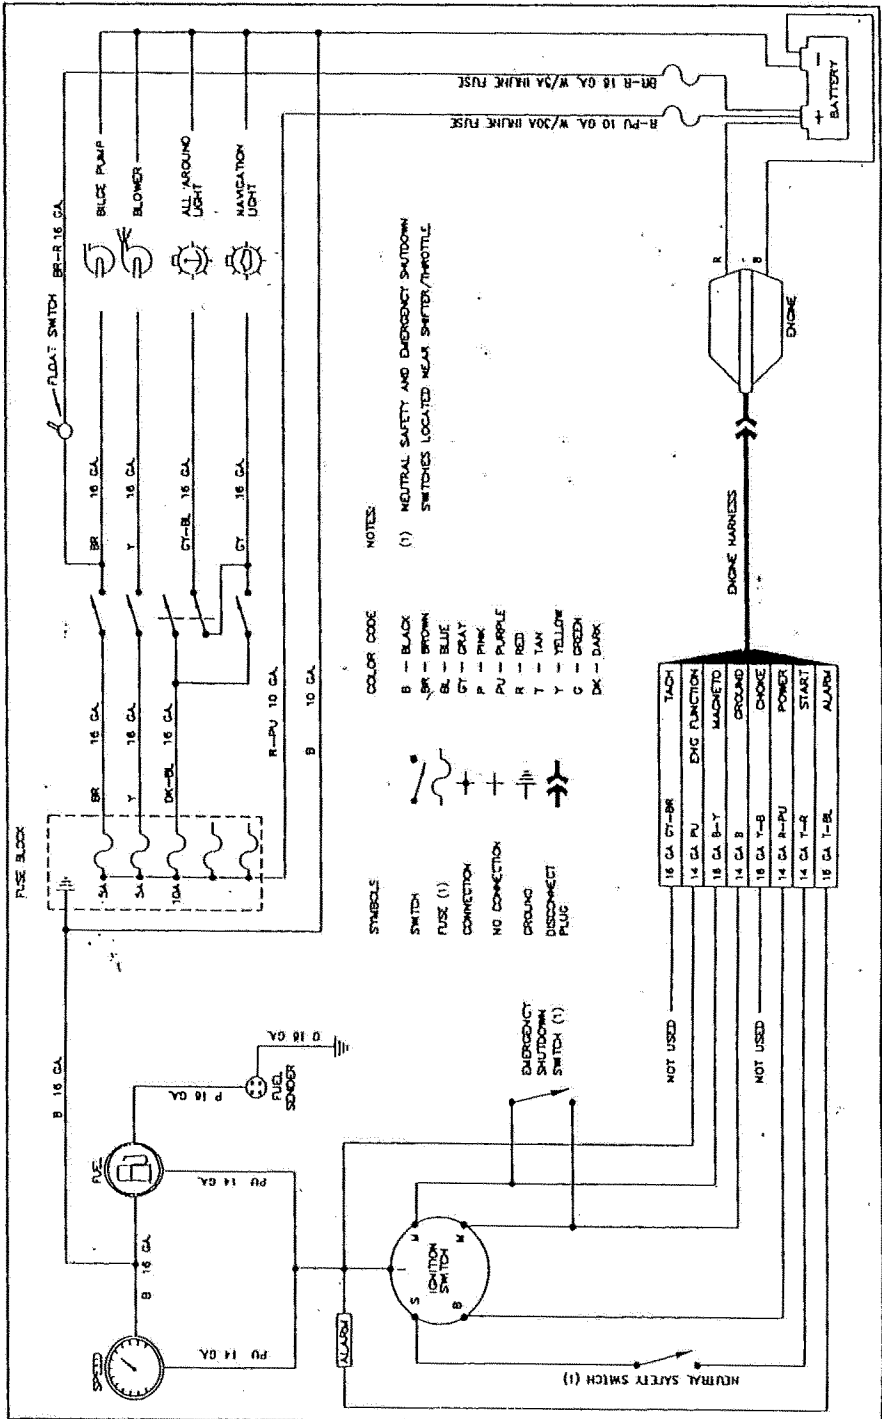 FUSE BLOCK
FLOAT SWITCH
BR-R 16 GA.
BILGE PUMP
BLOWER
ALL AROUND
LIGHT
NAVIGATION
LIGHT
5A
BR 16 GA.
BR 16 GA.
5A
Y 16 GA.
Y 16 GA.
10A
DK-BL 16 GA.
GY-BL 16 GA.
GY 16 GA.
R-PU 10 GA.
B 10 GA.
BR-R 16 GA. W/5A INLINE FUSE
R-PU 10 GA. W/30A INLINE FUSE
BATTERY
+
-
B 16 GA.
SPEED
FUEL
B 16 GA.
PU 14 GA.
PU 14 GA.
P 16 GA.
FUEL
SENDER
G 16 GA.
SYMBOLS
SWITCH
FUSE (1)
CONNECTION
NO CONNECTION
GROUND
DISCONNECT
PLUG
COLOR CODE
B -- BLACK
BR -- BROWN
BL -- BLUE
GY -- GRAY
P -- PINK
PU -- PURPLE
R -- RED
T -- TAN
Y -- YELLOW
G -- GREEN
DK -- DARK
NOTES:
(1) NEUTRAL SAFETY AND EMERGENCY SHUTDOWN
SWITCHES LOCATED NEAR SHIFTER/THROTTLE.
ALARM
IGNITION
SWITCH
I
S
B
M
M
EMERGENCY
SHUTDOWN
SWITCH (1)
NEUTRAL SAFETY SWITCH (1)
NOT USED
NOT USED
16 GA GY-BR TACH
14 GA PU ENG FUNCTION
16 GA B-Y MAGNETO
14 GA B GROUND
16 GA Y-B CHOKE
14 GA R-PU POWER
14 GA Y-R START
16 GA T-BL ALARM
ENGINE HARNESS
ENGINE
R
B